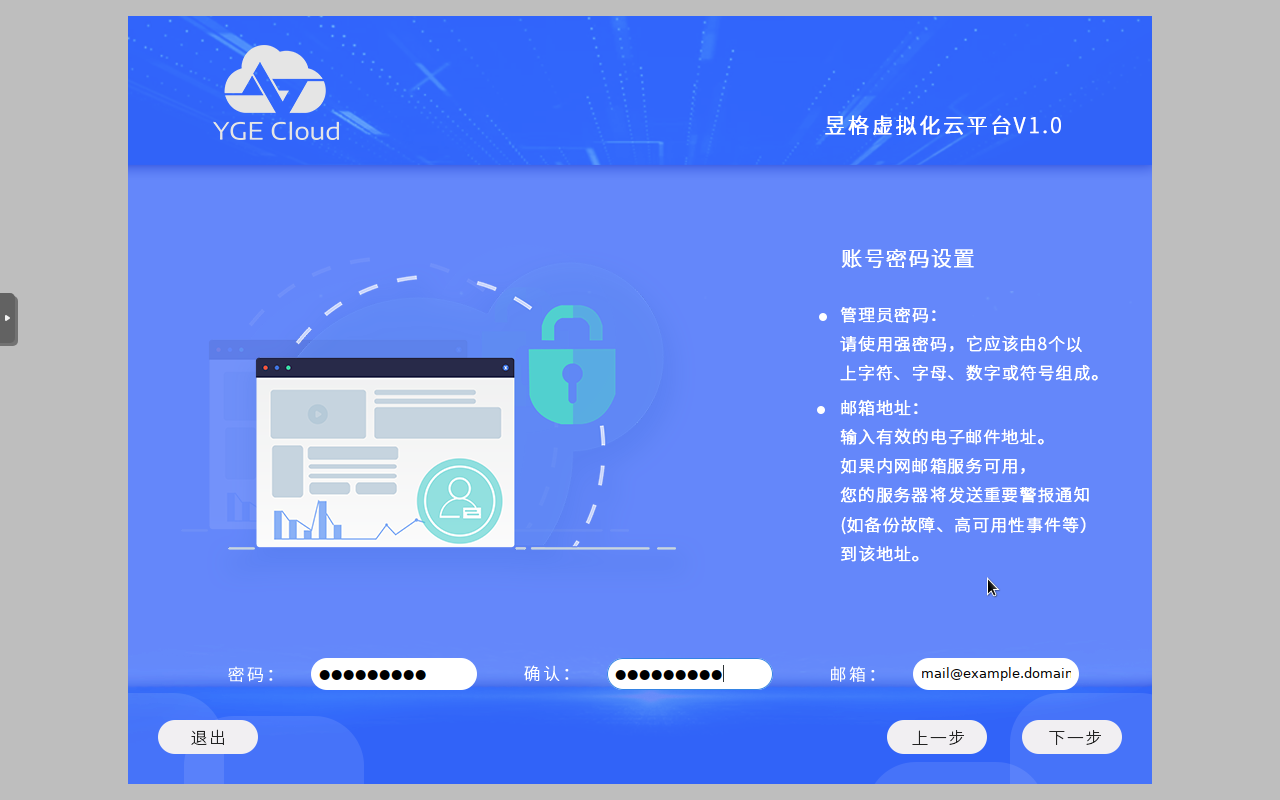 YGE Cloud
昱格虚拟化云平台V1.0
账号密码设置
管理员密码：
请使用强密码，它应该由8个以
上字符、字母、数字或符号组成。
邮箱地址：
输入有效的电子邮件地址。
如果内网邮箱服务可用，
您的服务器将发送重要警报通知
(如备份故障、高可用性事件等）
到该地址。
密码： ●●●●●●●●● 确认： ●●●●●●●●● 邮箱： mail@example.domain
退出 上一步 下一步